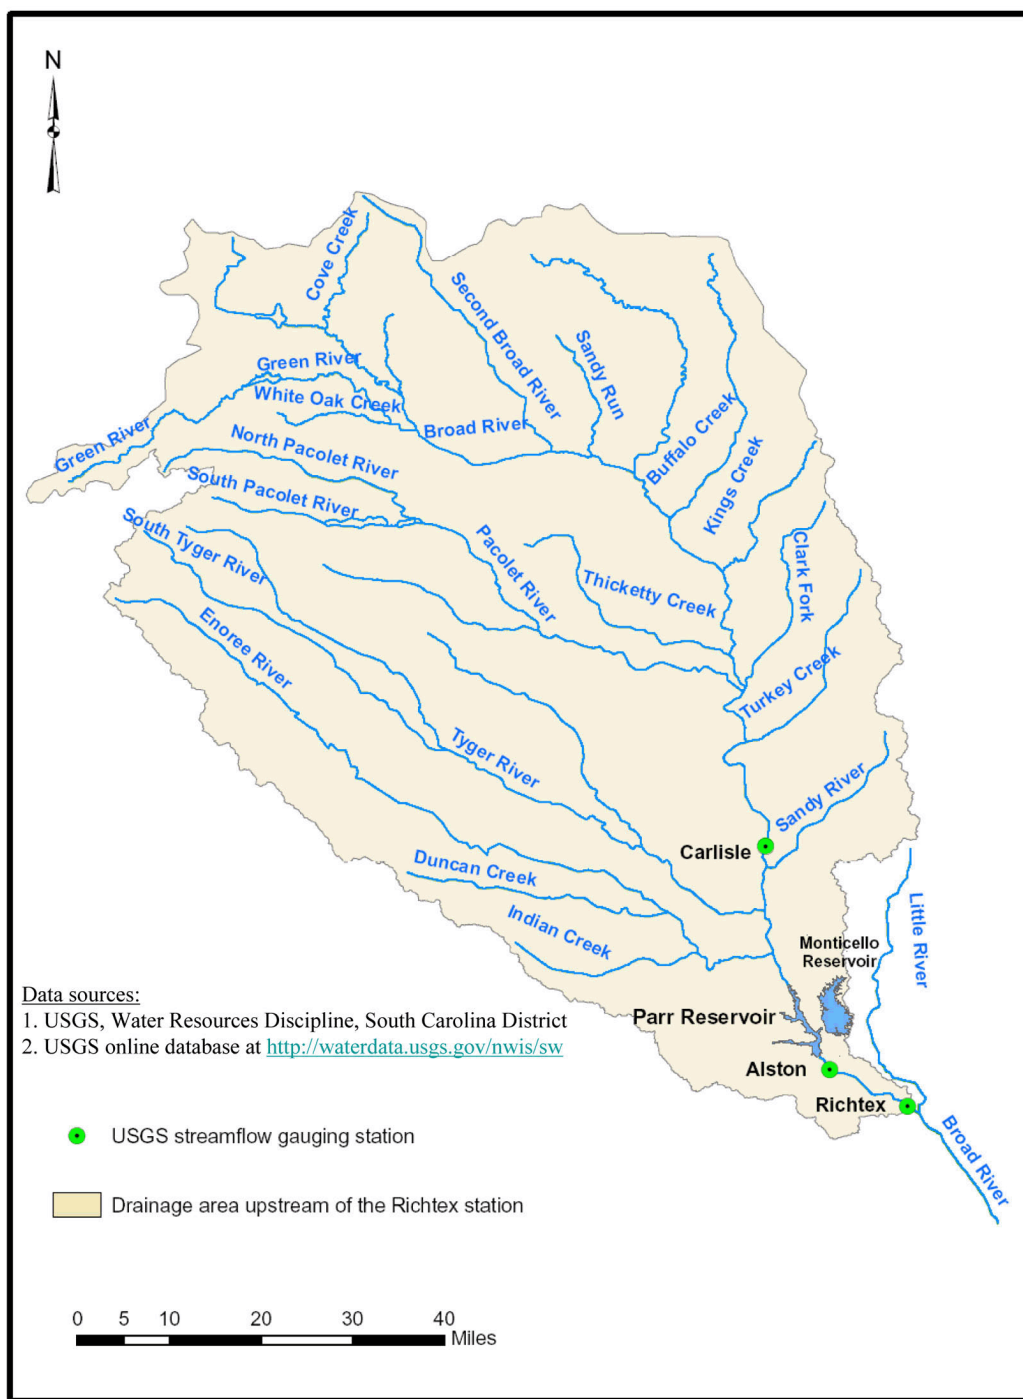 N
Cove Creek
Second Broad River
Sandy Run
Green River
White Oak Creek
Broad River
Buffalo Creek
Green River
North Pacolet River
Kings Creek
South Pacolet River
South Tyger River
Pacolet River
Clark Fork
Thicketty Creek
Enoree River
Turkey Creek
Tyger River
Sandy River
Carlisle
Duncan Creek
Indian Creek
Little River
Monticello
Reservoir
Data sources:
1. USGS, Water Resources Discipline, South Carolina District
2. USGS online database at http://waterdata.usgs.gov/nwis/sw
Parr Reservoir
Alston
Richtex
Broad River
USGS streamflow gauging station
Drainage area upstream of the Richtex station
0 5 10 20 30 40
Miles